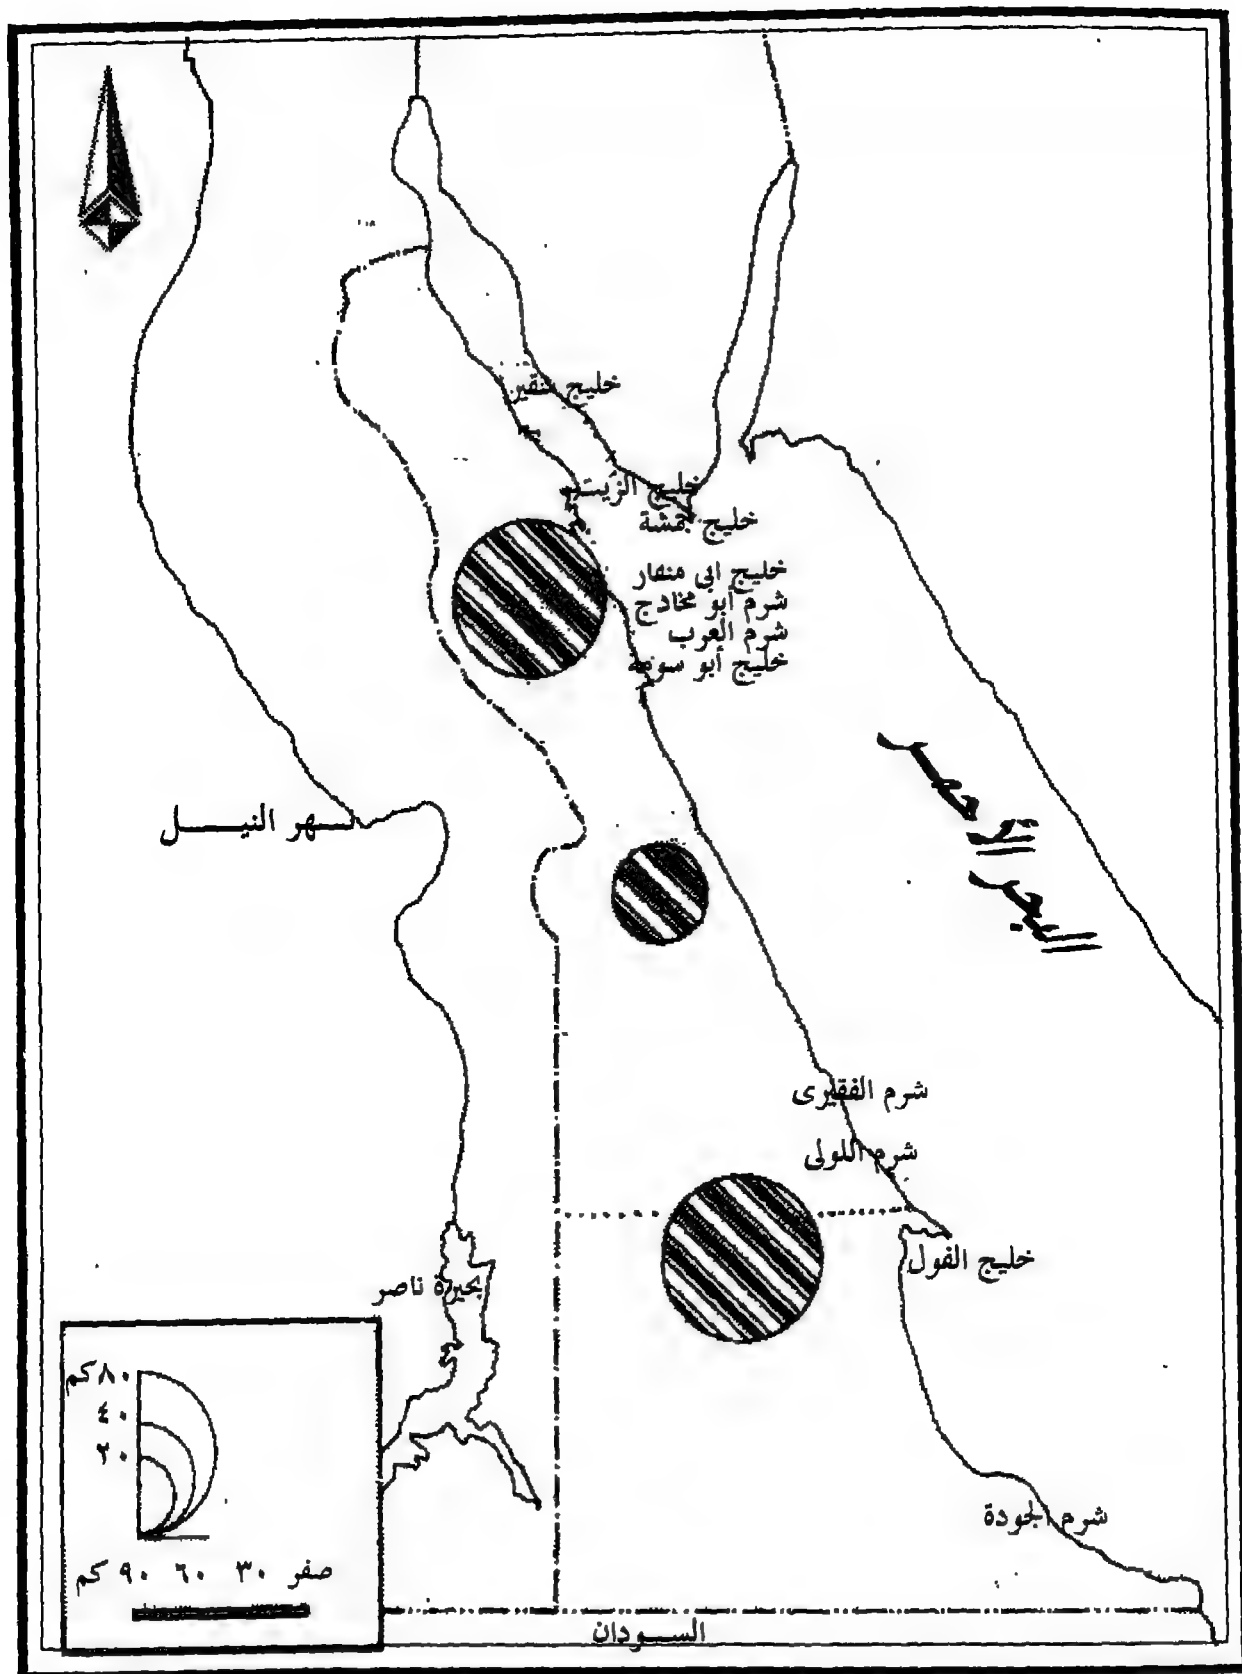 خليج الزيت
خليج جمشة
خليج ابى منقار
شرم أبو مخادج
شرم العرب
خليج أبو سومة
البحر الأحمر
نهر النيل
شرم الفقيرى
شرم اللولى
خليج الفول
بحيرة ناصر
شرم الجودة
٨٠ كم
٤٠
٢٠
صفر ٣٠ ٦٠ ٩٠ كم
السودان